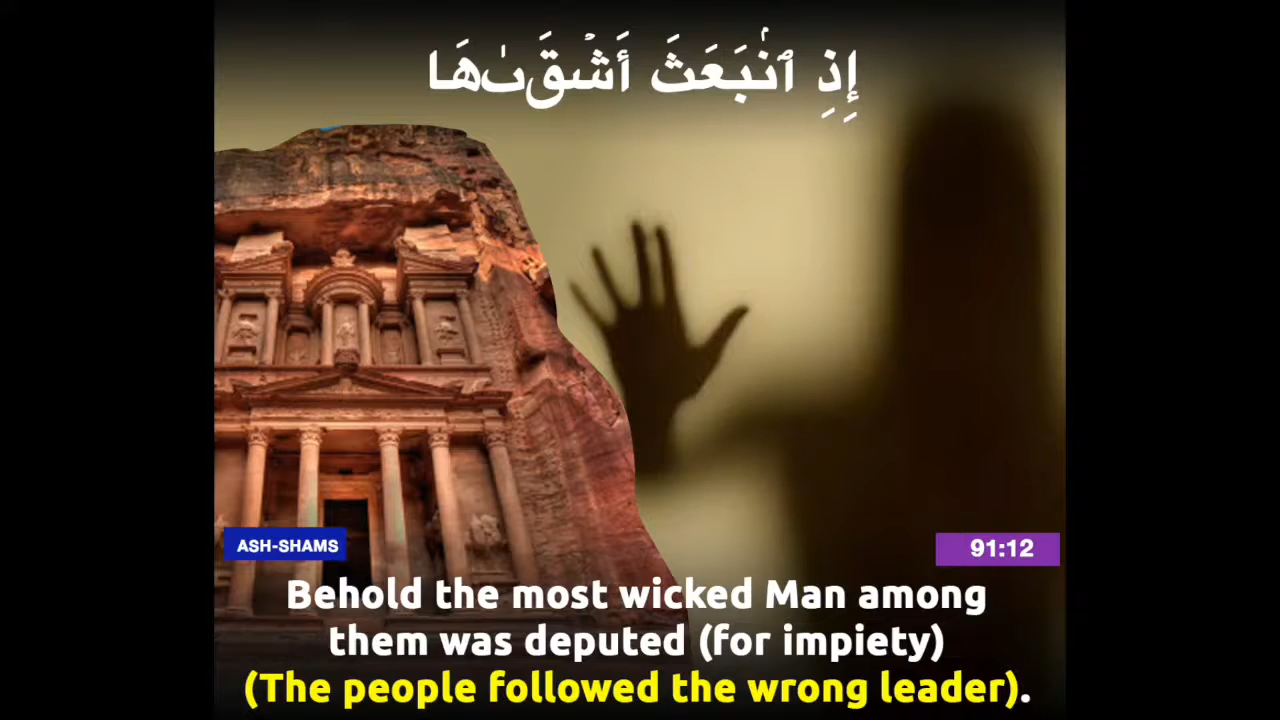 إِذِ ٱنۢبَعَثَ أَشْقَىٰهَا
ASH-SHAMS
91:12
Behold the most wicked Man among
them was deputed (for impiety)
(The people followed the wrong leader).